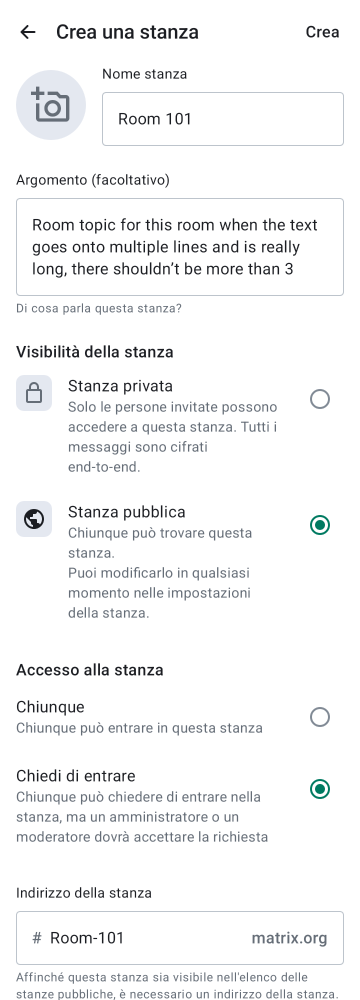 Crea una stanza
Crea
Nome stanza
Room 101
Argomento (facoltativo)
Room topic for this room when the text
goes onto multiple lines and is really
long, there shouldn’t be more than 3
Di cosa parla questa stanza?
Visibilità della stanza
Stanza privata
Solo le persone invitate possono
accedere a questa stanza. Tutti i
messaggi sono cifrati
end-to-end.
Stanza pubblica
Chiunque può trovare questa
stanza.
Puoi modificarlo in qualsiasi
momento nelle impostazioni
della stanza.
Accesso alla stanza
Chiunque
Chiunque può entrare in questa stanza
Chiedi di entrare
Chiunque può chiedere di entrare nella
stanza, ma un amministratore o un
moderatore dovrà accettare la richiesta
Indirizzo della stanza
# Room-101 matrix.org
Affinché questa stanza sia visibile nell'elenco delle
stanze pubbliche, è necessario un indirizzo della stanza.